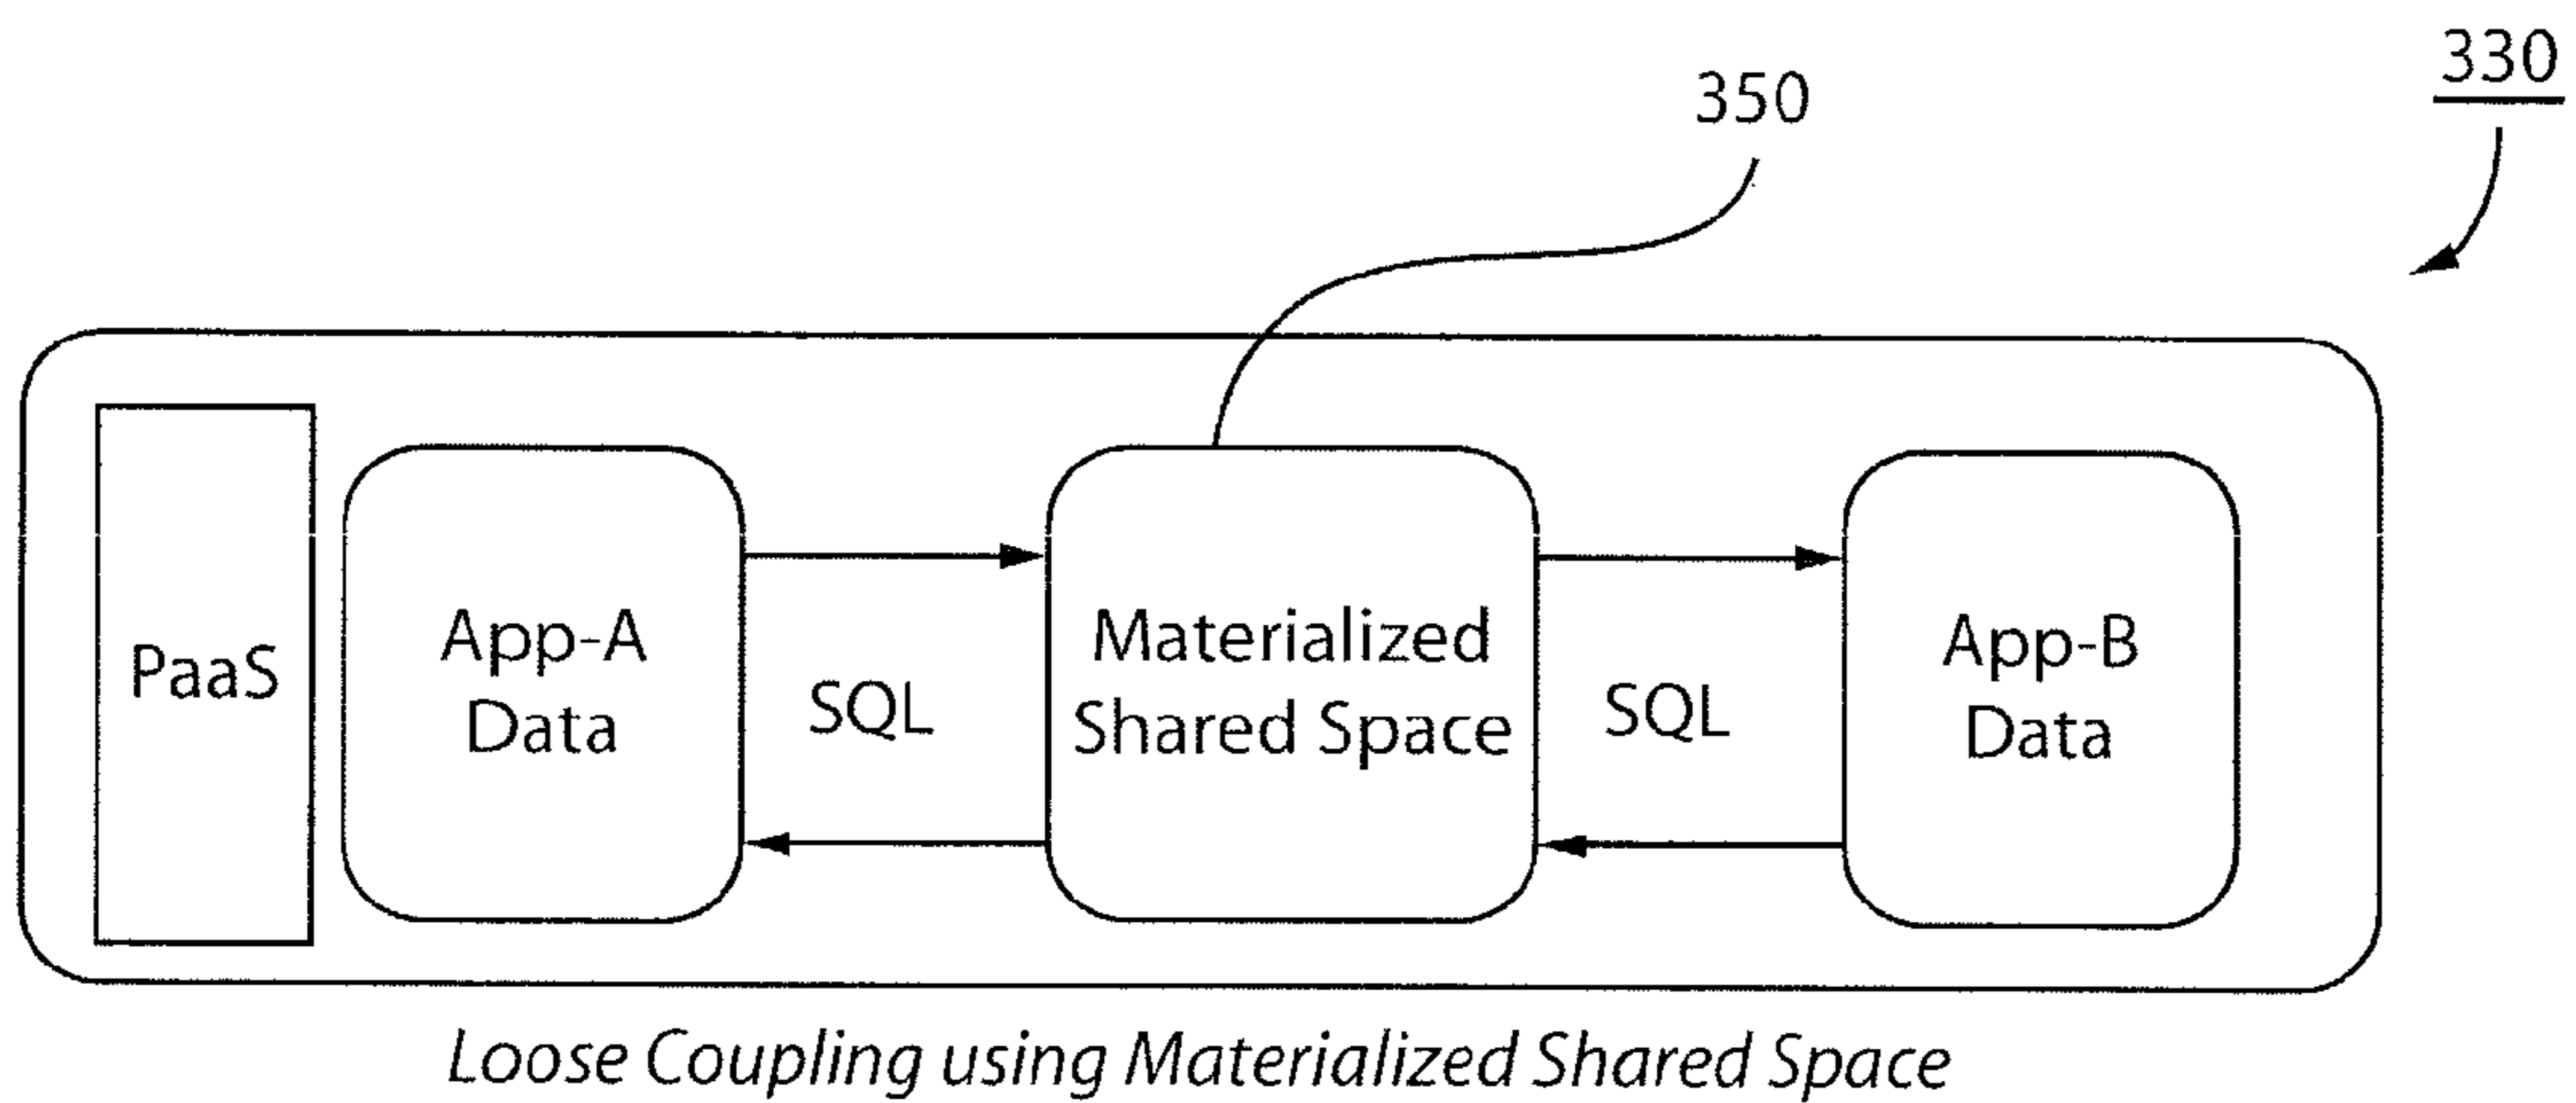 330
350
PaaS
App-A
Data
SQL
Materialized
Shared Space
SQL
App-B
Data
Loose Coupling using Materialized Shared Space